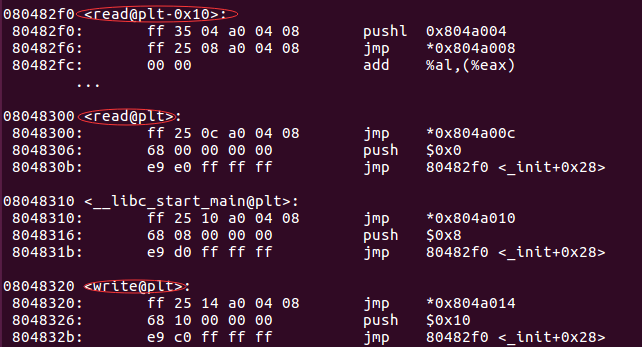 080482f0 <read@plt-0x10>:
 80482f0: ff 35 04 a0 04 08 pushl 0x804a004
 80482f6: ff 25 08 a0 04 08 jmp *0x804a008
 80482fc: 00 00 add %al,(%eax)
...
08048300 <read@plt>:
 8048300: ff 25 0c a0 04 08 jmp *0x804a00c
 8048306: 68 00 00 00 00 push $0x0
 804830b: e9 e0 ff ff ff jmp 80482f0 <_init+0x28>
08048310 <__libc_start_main@plt>:
 8048310: ff 25 10 a0 04 08 jmp *0x804a010
 8048316: 68 08 00 00 00 push $0x8
 804831b: e9 d0 ff ff ff jmp 80482f0 <_init+0x28>
08048320 <write@plt>:
 8048320: ff 25 14 a0 04 08 jmp *0x804a014
 8048326: 68 10 00 00 00 push $0x10
 804832b: e9 c0 ff ff ff jmp 80482f0 <_init+0x28>